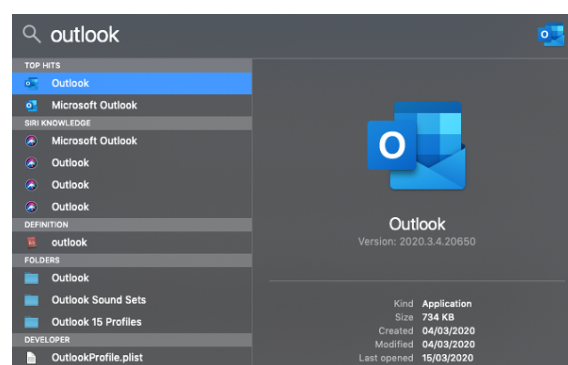 outlook
TOP HITS
Outlook
Microsoft Outlook
SIRI KNOWLEDGE
Microsoft Outlook
Outlook
Outlook
Outlook
DEFINITION
outlook
FOLDERS
Outlook
Outlook Sound Sets
Outlook 15 Profiles
DEVELOPER
OutlookProfile.plist
O
Outlook
Version: 2020.3.4.20650
Kind Application
Size 734 KB
Created 04/03/2020
Modified 04/03/2020
Last opened 15/03/2020